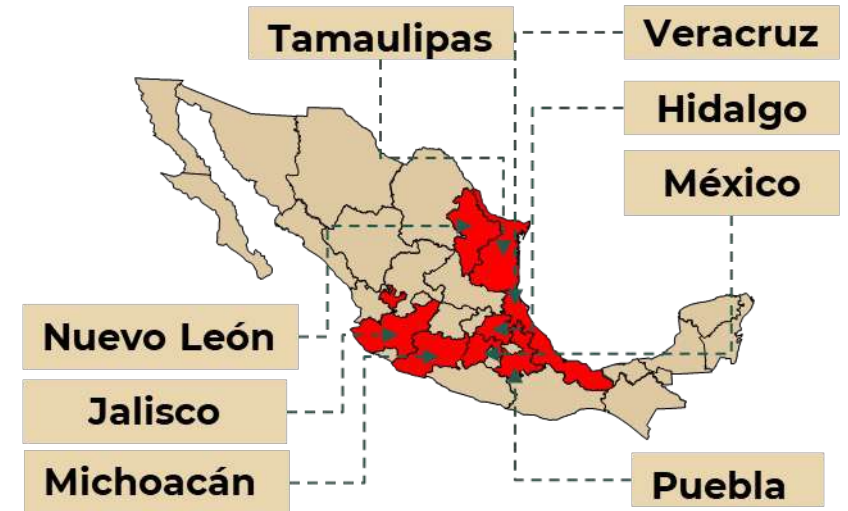 Tamaulipas
Veracruz
Hidalgo
México
Nuevo León
Jalisco
Michoacán
Puebla